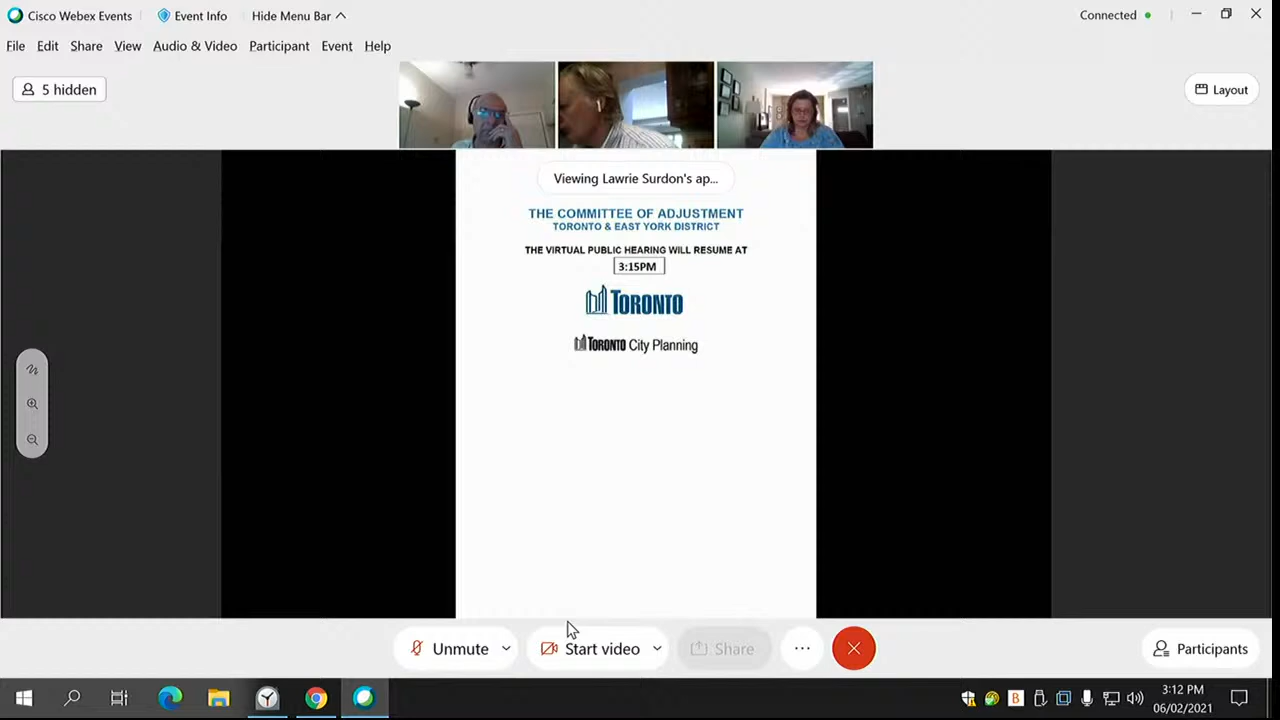 Cisco Webex Events
Event Info
Hide Menu Bar
Connected
File Edit Share View Audio & Video Participant Event Help
5 hidden
Layout
Viewing Lawrie Surdon's ap...
THE COMMITTEE OF ADJUSTMENT
TORONTO & EAST YORK DISTRICT
THE VIRTUAL PUBLIC HEARING WILL RESUME AT
3:15PM
TORONTO
TORONTO City Planning
Unmute
Start video
Share
Participants
3:12 PM
06/02/2021